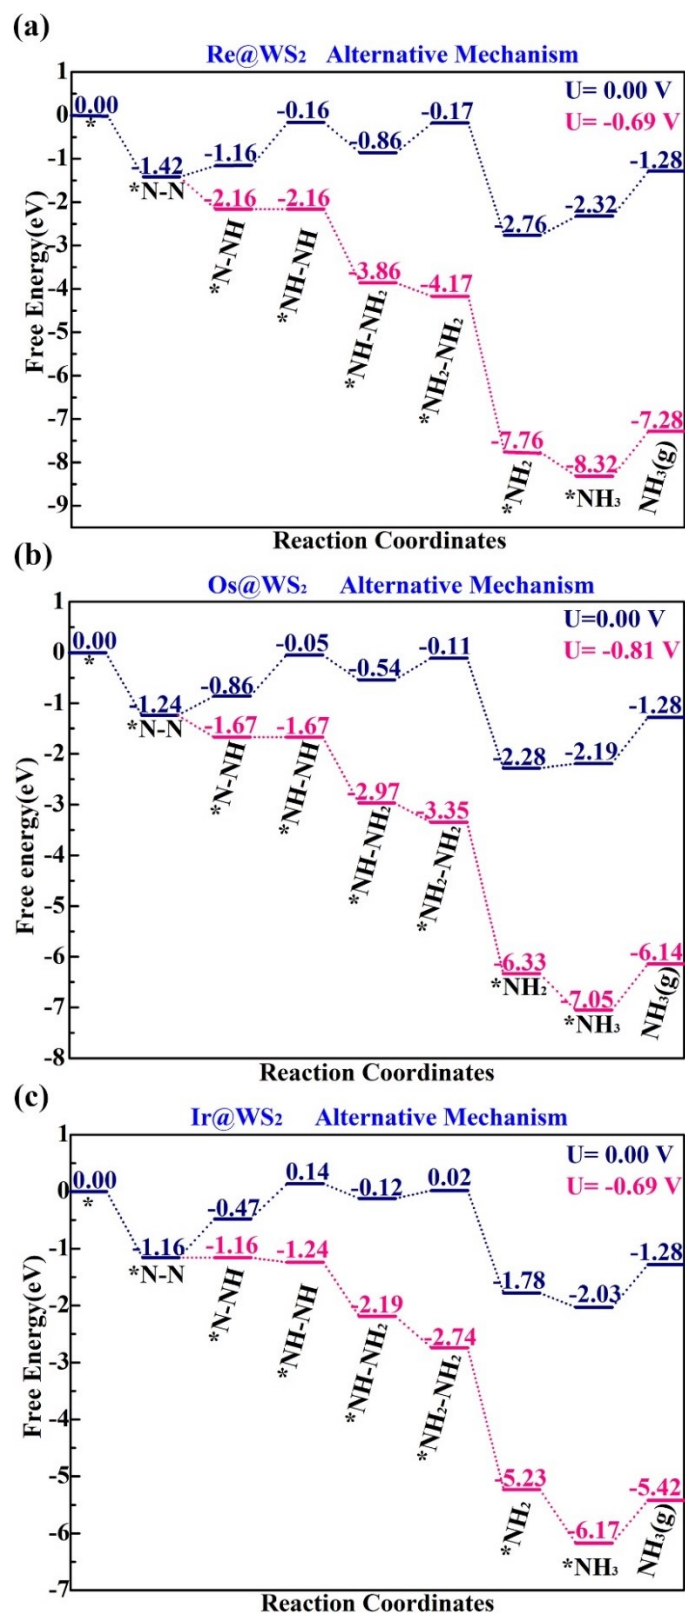 (a)
Re@WS₂ Alternative Mechanism
U= 0.00 V
U= -0.69 V
Free Energy(eV)
1
0
-1
-2
-3
-4
-5
-6
-7
-8
-9
0.00
*
-1.42
*N-N
-1.16
-0.16
-0.86
-0.17
-2.76
-2.32
-1.28
-2.16
*N-NH
-2.16
*NH-NH
-3.86
*NH-NH₂
-4.17
*NH₂-NH₂
-7.76
*NH₂
-8.32
*NH₃
-7.28
NH₃(g)
Reaction Coordinates
(b)
Os@WS₂ Alternative Mechanism
U=0.00 V
U= -0.81 V
Free energy(eV)
1
0
-1
-2
-3
-4
-5
-6
-7
-8
0.00
*
-1.24
*N-N
-0.86
-0.05
-0.54
-0.11
-2.28
-2.19
-1.28
-1.67
*N-NH
-1.67
*NH-NH
-2.97
*NH-NH₂
-3.35
*NH₂-NH₂
-6.33
*NH₂
-7.05
*NH₃
-6.14
NH₃(g)
Reaction Coordinates
(c)
Ir@WS₂ Alternative Mechanism
U= 0.00 V
U= -0.69 V
Free Energy(eV)
1
0
-1
-2
-3
-4
-5
-6
-7
0.00
*
-1.16
*N-N
-0.47
0.14
-0.12
0.02
-1.78
-2.03
-1.28
-1.16
*N-NH
-1.24
*NH-NH
-2.19
*NH-NH₂
-2.74
*NH₂-NH₂
-5.23
*NH₂
-6.17
*NH₃
-5.42
NH₃(g)
Reaction Coordinates